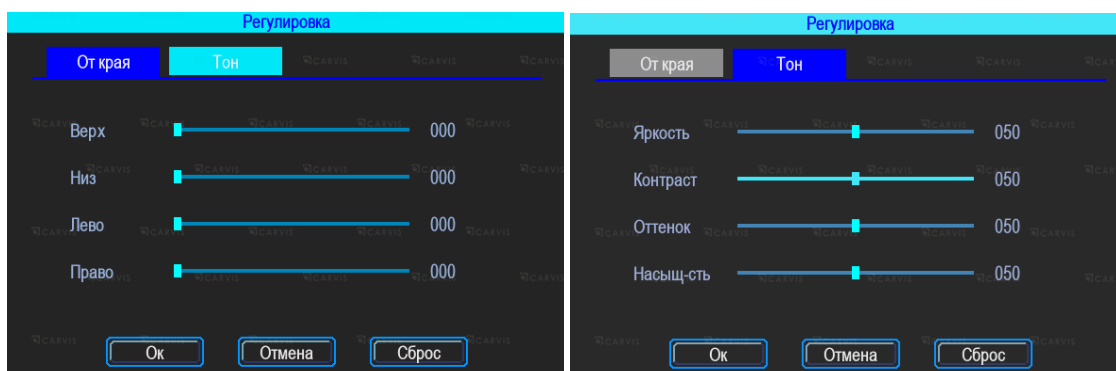 Регулировка
От края Тон
Верх 000
Низ 000
Лево 000
Право 000
Ок Отмена Сброс
Регулировка
От края Тон
Яркость 050
Контраст 050
Оттенок 050
Насыщ-сть 050
Ок Отмена Сброс
CARVIS